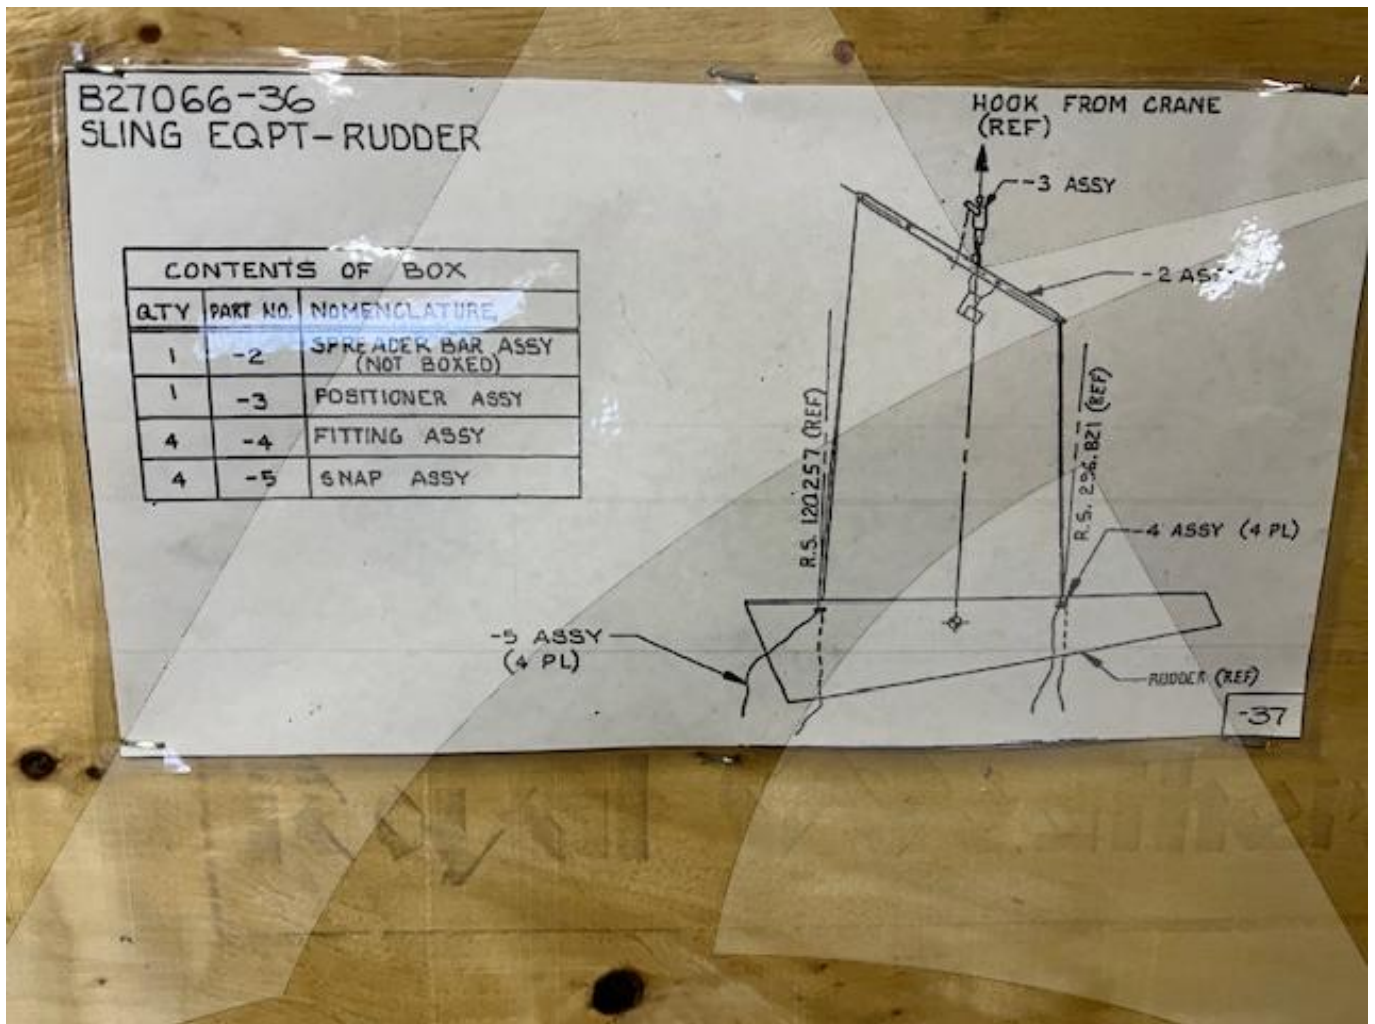 B27066-36
SLING EQPT-RUDDER
HOOK FROM CRANE
(REF)
-3 ASSY
-2 ASSY
CONTENTS OF BOX
QTY PART NO. NOMENCLATURE
1 -2 SPREADER BAR ASSY
(NOT BOXED)
1 -3 POSITIONER ASSY
4 -4 FITTING ASSY
4 -5 SNAP ASSY
R.S. 120.257 (REF)
R.S. 296.821 (REF)
-4 ASSY (4 PL)
-5 ASSY
(4 PL)
RUDDER (REF)
-37